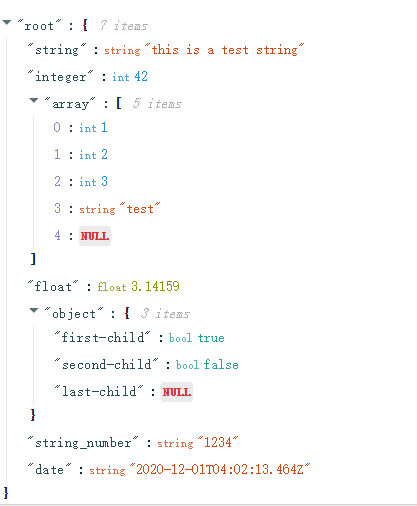 "root" : { 7 items
"string" : string "this is a test string"
"integer" : int 42
"array" : [ 5 items
0 : int 1
1 : int 2
2 : int 3
3 : string "test"
4 : NULL
]
"float" : float 3.14159
"object" : { 3 items
"first-child" : bool true
"second-child" : bool false
"last-child" : NULL
}
"string_number" : string "1234"
"date" : string "2020-12-01T04:02:13.464Z"
}